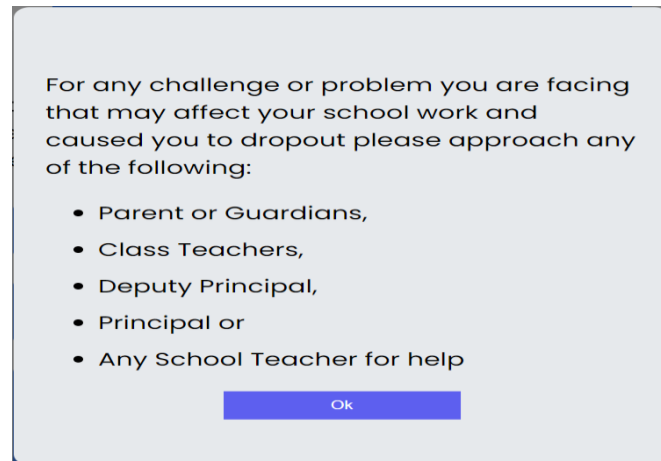 For any challenge or problem you are facing
that may affect your school work and
caused you to dropout please approach any
of the following:
• Parent or Guardians,
• Class Teachers,
• Deputy Principal,
• Principal or
• Any School Teacher for help
Ok